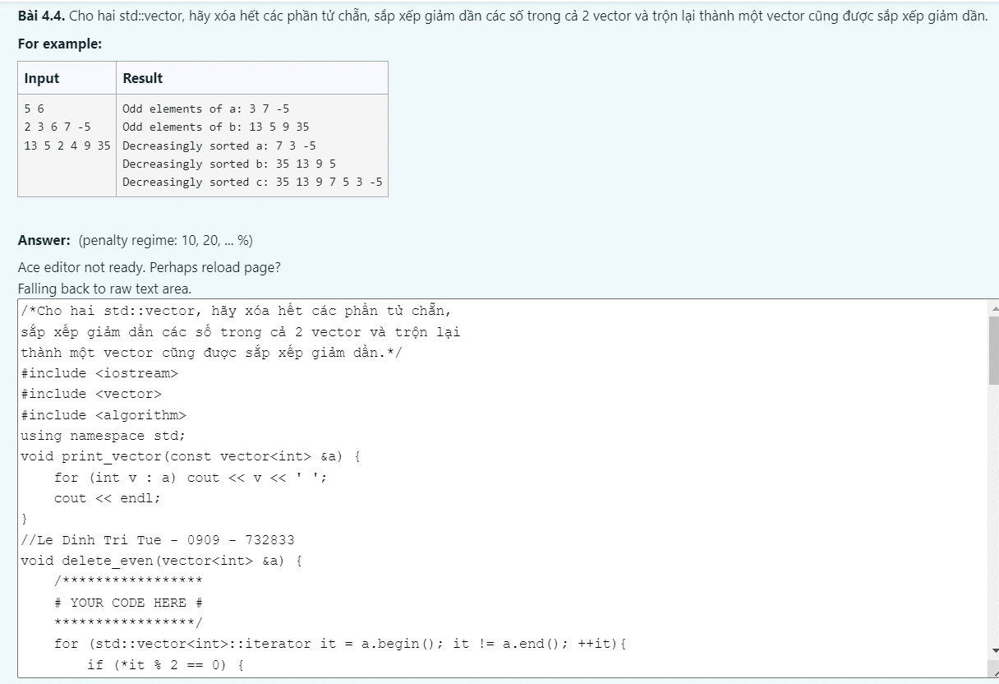 Bài 4.4. Cho hai std::vector, hãy xóa hết các phần tử chẵn, sắp xếp giảm dần các số trong cả 2 vector và trộn lại thành một vector cũng được sắp xếp giảm dần.
For example:
Input Result
5 6 Odd elements of a: 3 7 -5
2 3 6 7 -5 Odd elements of b: 13 5 9 35
13 5 2 4 9 35 Decreasingly sorted a: 7 3 -5
Decreasingly sorted b: 35 13 9 5
Decreasingly sorted c: 35 13 9 7 5 3 -5
Answer: (penalty regime: 10, 20, ... %)
Ace editor not ready. Perhaps reload page?
Falling back to raw text area.
/*Cho hai std::vector, hãy xóa hết các phần tử chẵn,
sắp xếp giảm dần các số trong cả 2 vector và trộn lại
thành một vector cũng được sắp xếp giảm dần.*/
#include <iostream>
#include <vector>
#include <algorithm>
using namespace std;
void print_vector(const vector<int> &a) {
    for (int v : a) cout << v << ' ';
    cout << endl;
}
//Le Dinh Tri Tue - 0909 - 732833
void delete_even(vector<int> &a) {
    /*****************
    # YOUR CODE HERE #
    *****************/
    for (std::vector<int>::iterator it = a.begin(); it != a.end(); ++it){
        if (*it % 2 == 0) {